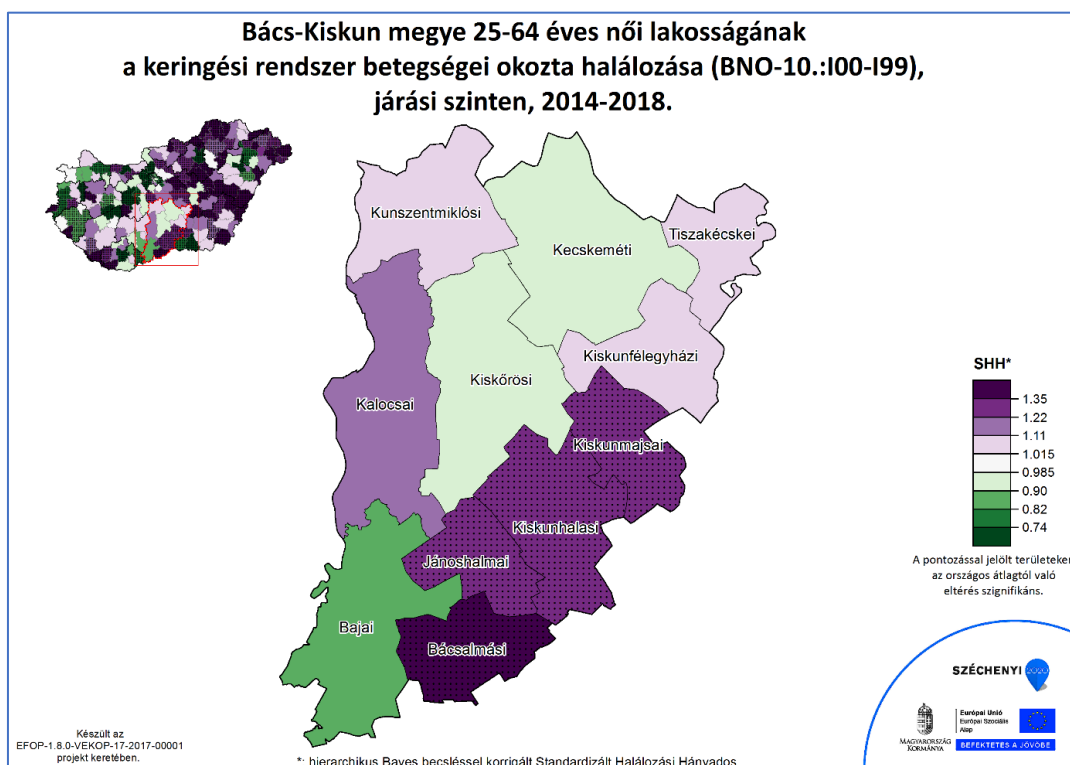 Bács-Kiskun megye 25-64 éves női lakosságának
a keringési rendszer betegségei okozta halálozása (BNO-10.:I00-I99),
járási szinten, 2014-2018.
Kunszentmiklósi
Kecskeméti
Tiszakécskei
Kiskunfélegyházi
Kiskőrösi
Kalocsai
Kiskunmajsai
Kiskunhalasi
Jánoshalmai
Bajai
Bácsalmási
SHH*
1.35
1.22
1.11
1.015
0.985
0.90
0.82
0.74
A pontozással jelölt területeken
az országos átlagtól való
eltérés szignifikáns.
SZÉCHENYI 2020
MAGYARORSZÁG
KORMÁNYA
Európai Unió
Európai Szociális
Alap
BEFEKTETÉS A JÖVŐBE
Készült az
EFOP-1.8.0-VEKOP-17-2017-00001
projekt keretében.
*: hierarchikus Bayes becsléssel korrigált Standardizált Halálozási Hányados